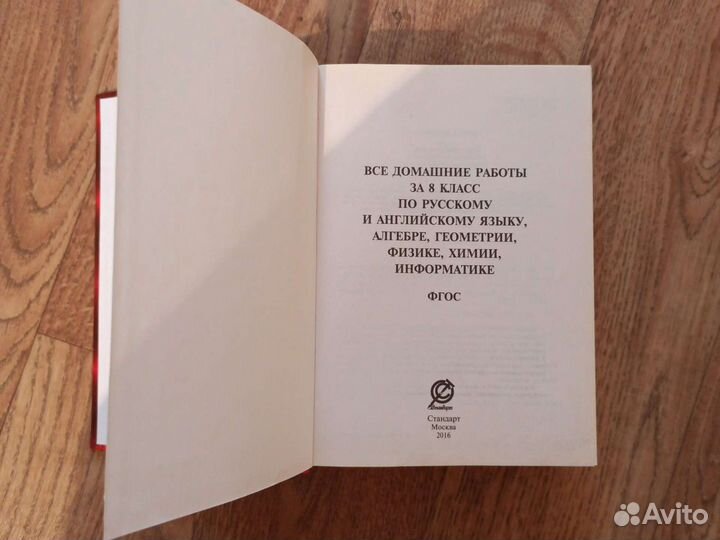 ВСЕ ДОМАШНИЕ РАБОТЫ
ЗА 8 КЛАСС
ПО РУССКОМУ
И АНГЛИЙСКОМУ ЯЗЫКУ,
АЛГЕБРЕ, ГЕОМЕТРИИ,
ФИЗИКЕ, ХИМИИ,
ИНФОРМАТИКЕ
ФГОС
Стандарт
Москва
2016
Avito